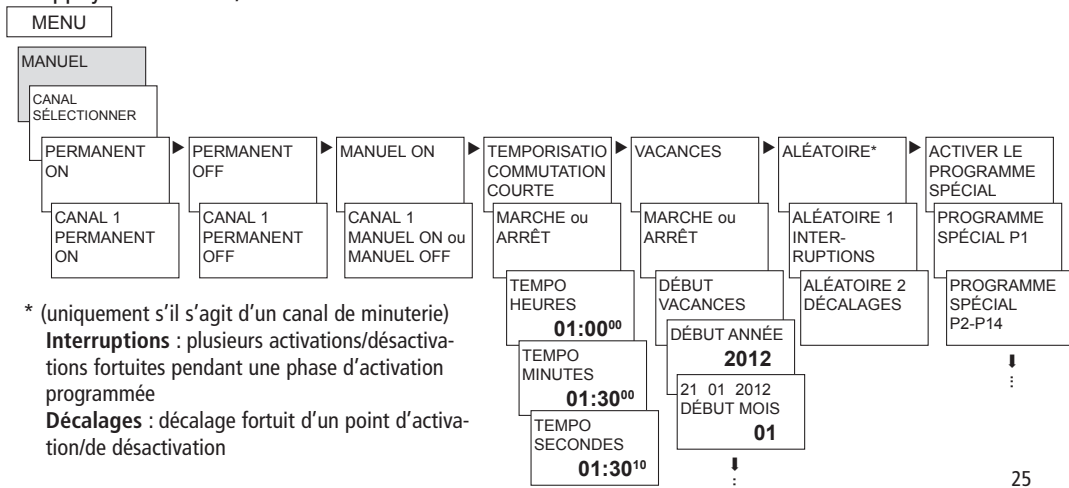 MENU
MANUEL
CANAL
SÉLECTIONNER
PERMANENT
ON
CANAL 1
PERMANENT
ON
PERMANENT
OFF
CANAL 1
PERMANENT
OFF
MANUEL ON
CANAL 1
MANUEL ON ou
MANUEL OFF
TEMPORISATIO
COMMUTATION
COURTE
MARCHE ou
ARRÊT
TEMPO
HEURES
01:00⁰⁰
TEMPO
MINUTES
01:30⁰⁰
TEMPO
SECONDES
01:30¹⁰
VACANCES
MARCHE ou
ARRÊT
DÉBUT
VACANCES
DÉBUT ANNÉE
2012
21 01 2012
DÉBUT MOIS
01
ALÉATOIRE*
ALÉATOIRE 1
INTER-
RUPTIONS
ALÉATOIRE 2
DÉCALAGES
ACTIVER LE
PROGRAMME
SPÉCIAL
PROGRAMME
SPÉCIAL P1
PROGRAMME
SPÉCIAL
P2-P14
* (uniquement s’il s’agit d’un canal de minuterie)
Interruptions : plusieurs activations/désactiva-
tions fortuites pendant une phase d’activation
programmée
Décalages : décalage fortuit d’un point d’activa-
tion/de désactivation
25